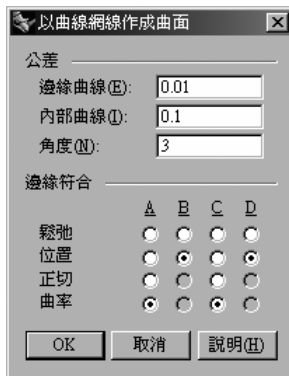 以曲線網線作成曲面
公差
邊緣曲線(E): 0.01
內部曲線(I): 0.1
角度(N): 3
邊緣符合
A B C D
鬆弛
位置
正切
曲率
OK 取消 說明(H)